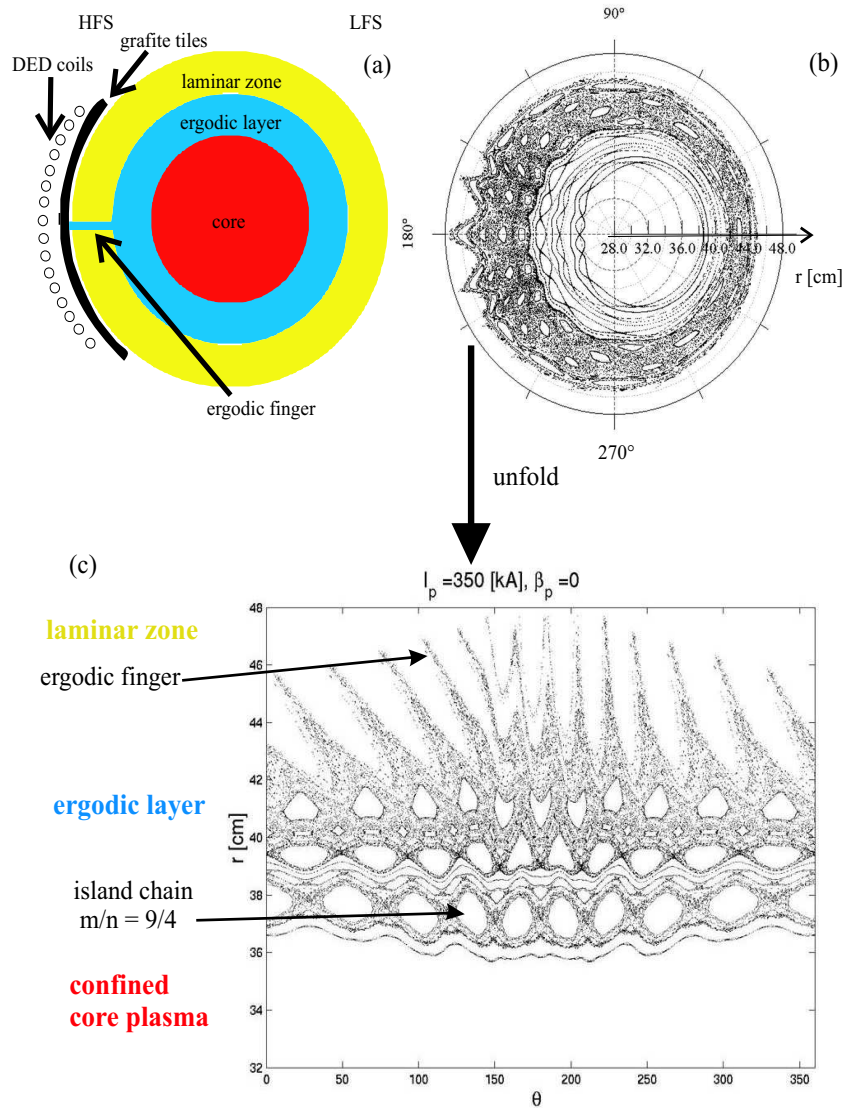 HFS
LFS
grafite tiles
(a)
DED coils
laminar zone
ergodic layer
core
ergodic finger
90°
(b)
180°
28.0 32.0 36.0 40.0 44.0 48.0
r [cm]
270°
unfold
(c)
I_p =350 [kA], β_p =0
laminar zone
ergodic finger
ergodic layer
island chain
m/n = 9/4
confined
core plasma
r [cm]
48
46
44
42
40
38
36
34
32
0 50 100 150 200 250 300 350
θ